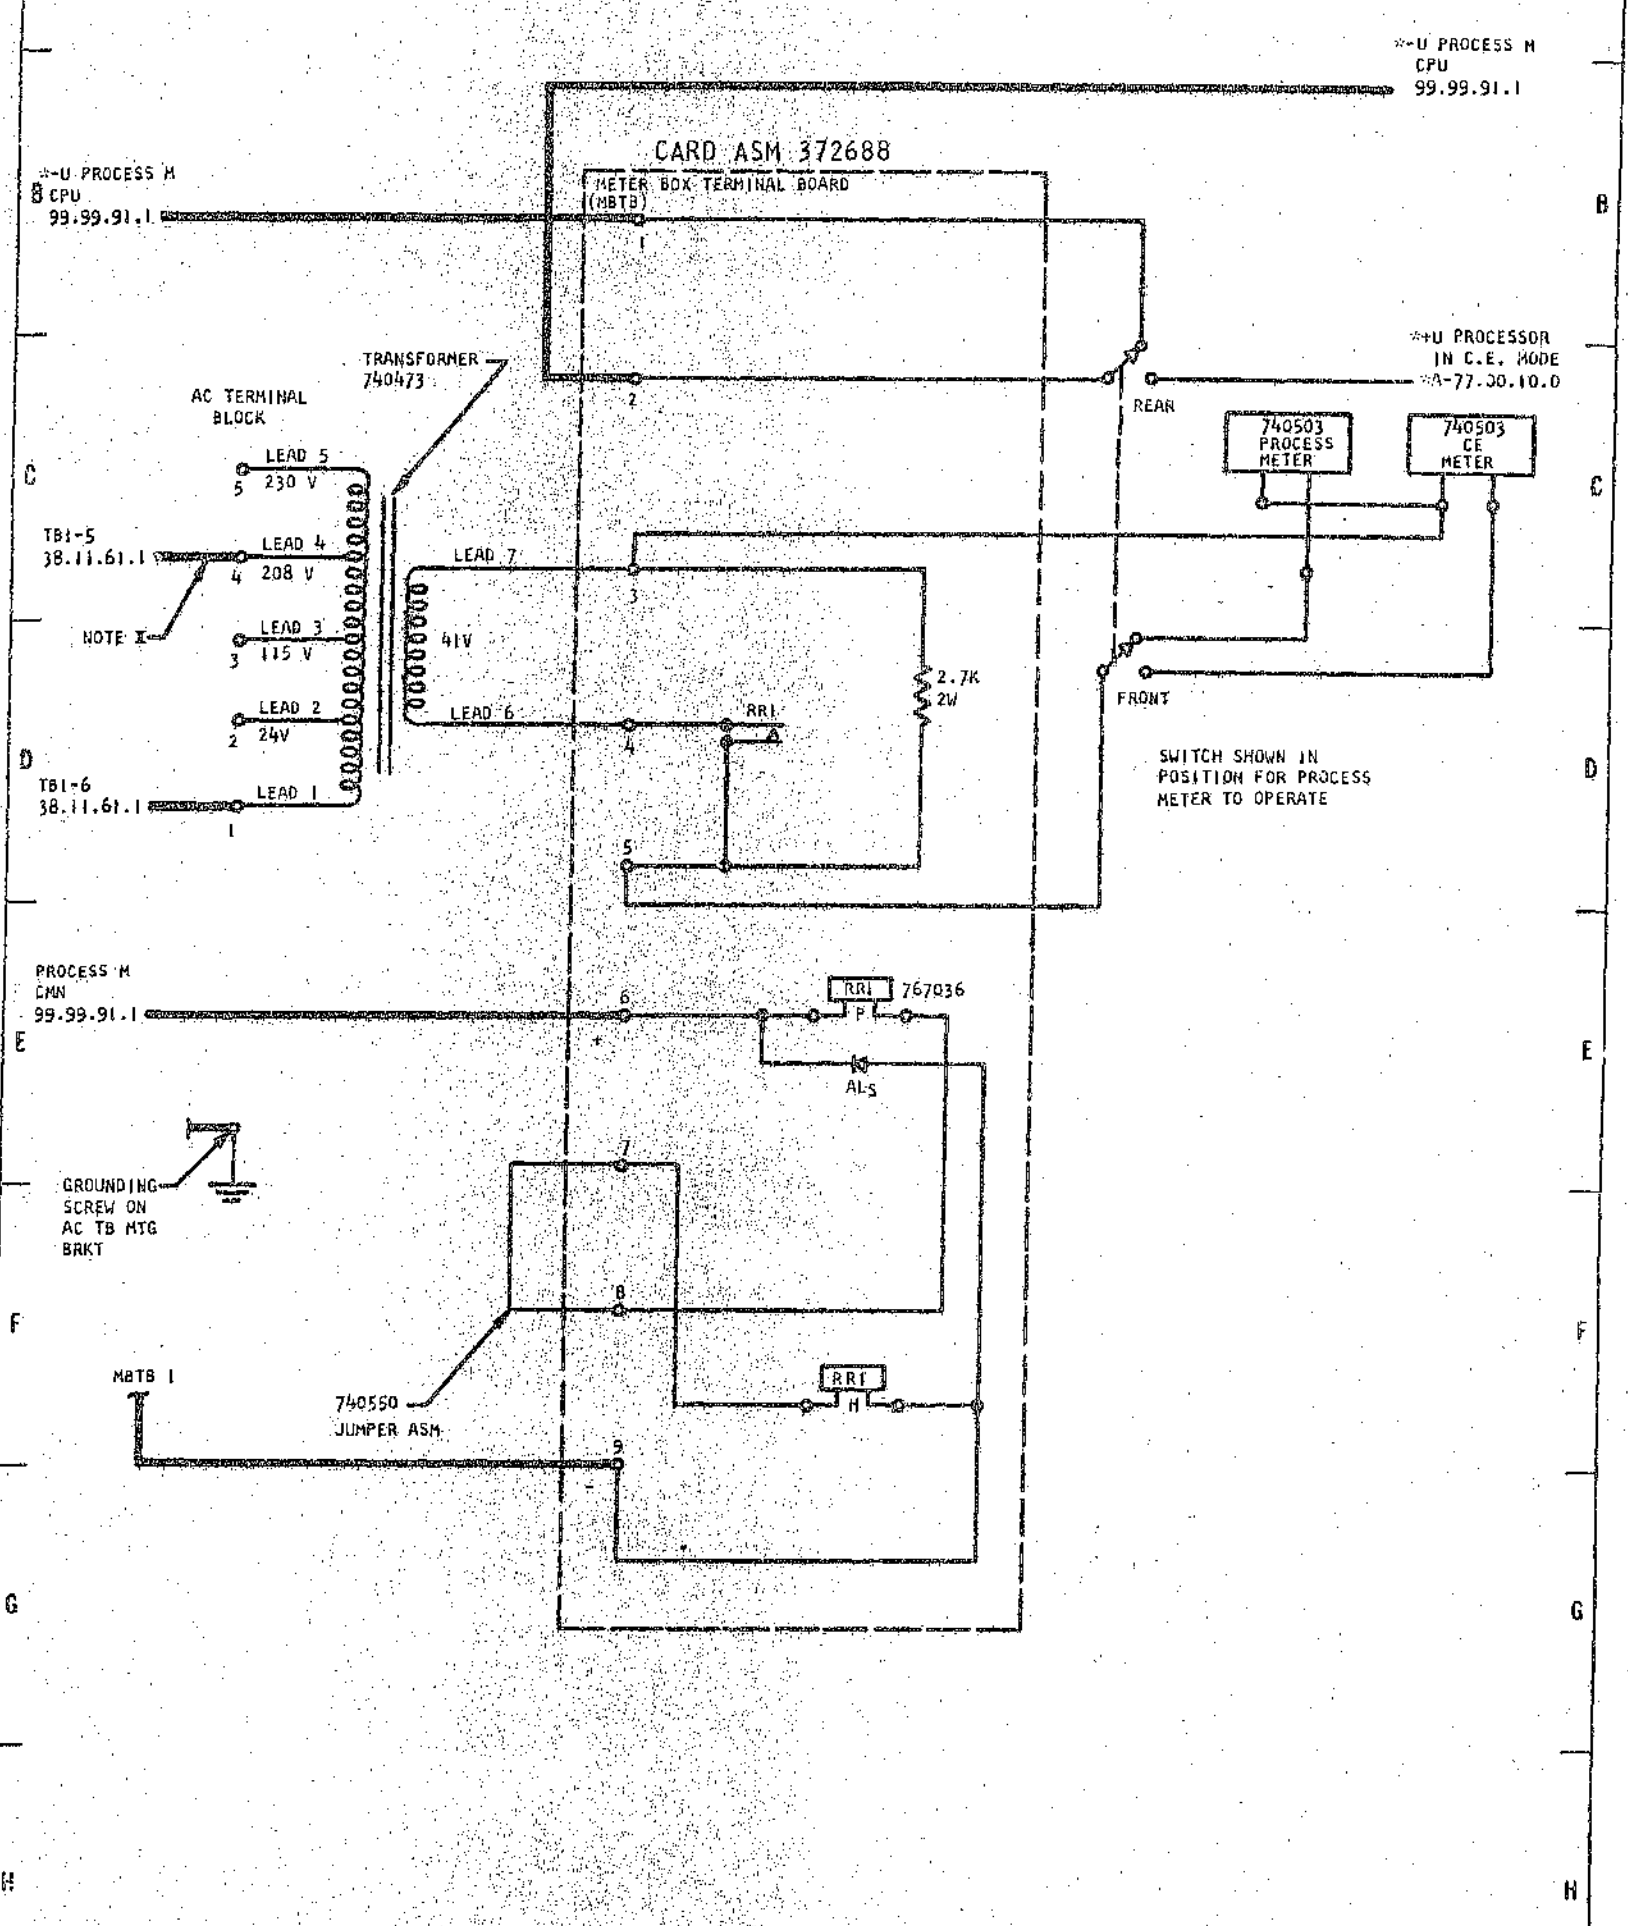 *-U PROCESS M
CPU
99.99.91.1
CARD ASM 372688
*-U PROCESS M
B CPU
99.99.91.1
METER BOX TERMINAL BOARD
(MBTB)
B
1
TRANSFORMER
740473
*+U PROCESSOR
IN C.E. MODE
*A-77.00.10.0
2
REAR
AC TERMINAL
BLOCK
740503
PROCESS
METER
740503
CE
METER
C
LEAD 5
5 230 V
C
TB1-5
38.11.61.1
LEAD 4
4 208 V
LEAD 7
3
NOTE I
LEAD 3
3 115 V
41V
2.7K
2W
FRONT
LEAD 2
2 24V
LEAD 6
4
RR1
A
D
SWITCH SHOWN IN
POSITION FOR PROCESS
METER TO OPERATE
D
TB1-6
38.11.61.1
LEAD 1
1
5
PROCESS M
CMN
99.99.91.1
6
+
RR1 767036
P
E
E
ALS
7
GROUNDING
SCREW ON
AC TB MTG
BRKT
8
F
F
MBTB 1
740550
JUMPER ASM
RR1
H
9
-
G
G
H
H